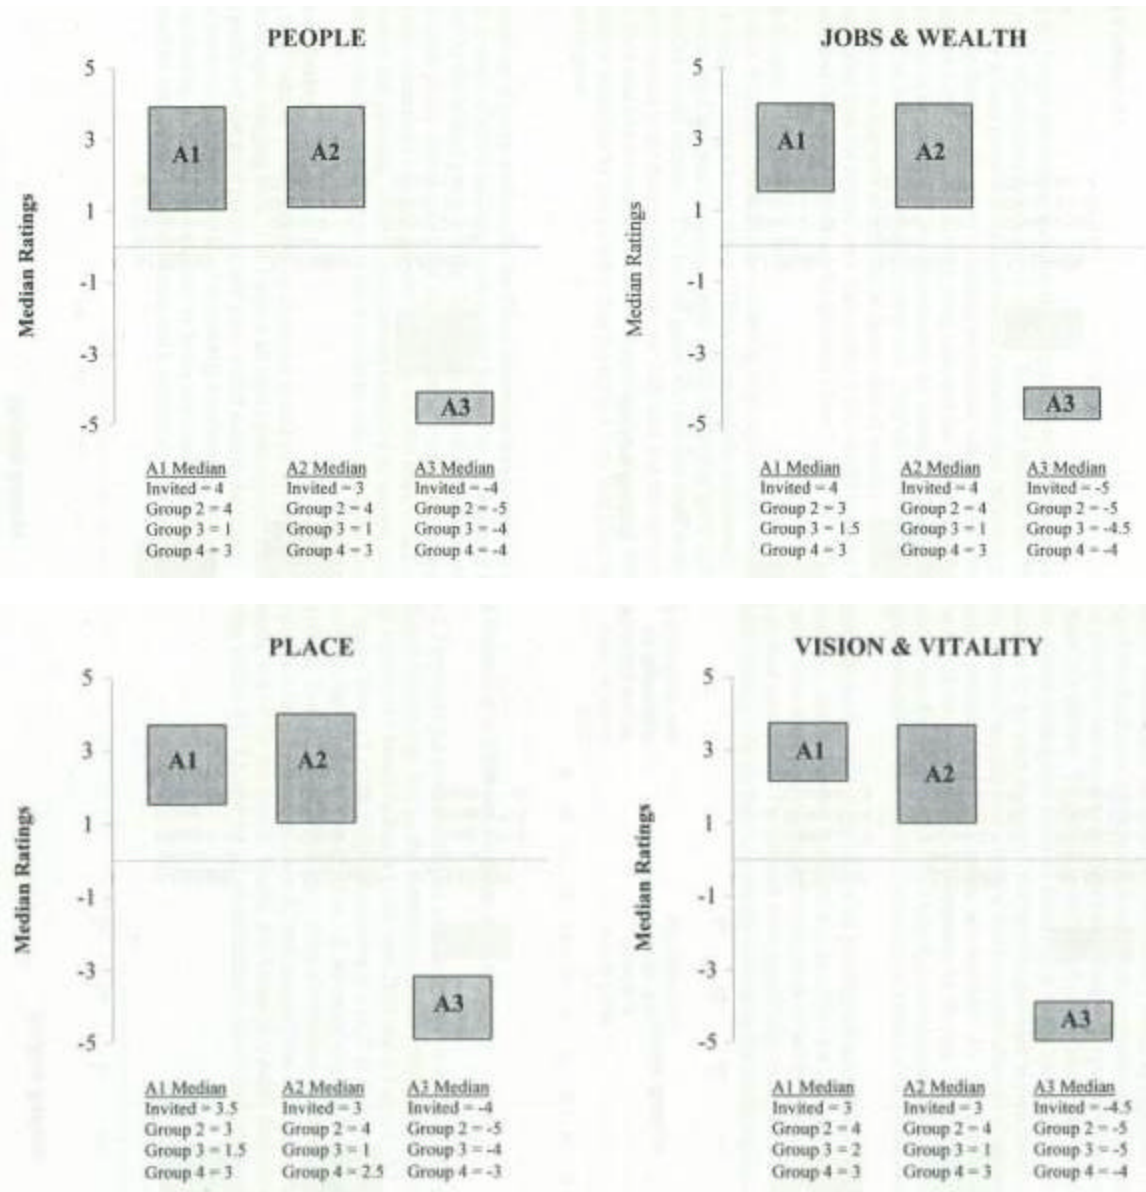 PEOPLE
5
3
1
-1
-3
-5
Median Ratings
A1
A2
A3
A1 Median
Invited = 4
Group 2 = 4
Group 3 = 1
Group 4 = 3
A2 Median
Invited = 3
Group 2 = 4
Group 3 = 1
Group 4 = 3
A3 Median
Invited = -4
Group 2 = -5
Group 3 = -4
Group 4 = -4
JOBS & WEALTH
5
3
1
-1
-3
-5
Median Ratings
A1
A2
A3
A1 Median
Invited = 4
Group 2 = 3
Group 3 = 1.5
Group 4 = 3
A2 Median
Invited = 4
Group 2 = 4
Group 3 = 1
Group 4 = 3
A3 Median
Invited = -5
Group 2 = -5
Group 3 = -4.5
Group 4 = -4
PLACE
5
3
1
-1
-3
-5
Median Ratings
A1
A2
A3
A1 Median
Invited = 3.5
Group 2 = 3
Group 3 = 1.5
Group 4 = 3
A2 Median
Invited = 3
Group 2 = 4
Group 3 = 1
Group 4 = 2.5
A3 Median
Invited = -4
Group 2 = -5
Group 3 = -4
Group 4 = -3
VISION & VITALITY
5
3
1
-1
-3
-5
Median Ratings
A1
A2
A3
A1 Median
Invited = 3
Group 2 = 4
Group 3 = 2
Group 4 = 3
A2 Median
Invited = 3
Group 2 = 4
Group 3 = 1
Group 4 = 3
A3 Median
Invited = -4.5
Group 2 = -5
Group 3 = -5
Group 4 = -4